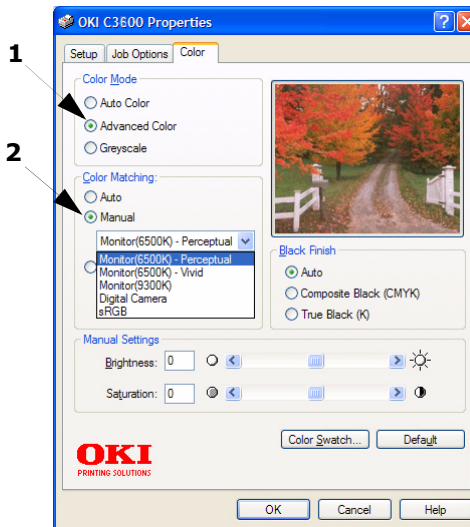 OKI C3600 Properties
Setup Job Options Color
1
Color Mode
Auto Color
Advanced Color
Greyscale
2
Color Matching:
Auto
Manual
Monitor(6500K) - Perceptual
Monitor(6500K) - Perceptual
Monitor(6500K) - Vivid
Monitor(9300K)
Digital Camera
sRGB
Black Finish
Auto
Composite Black (CMYK)
True Black (K)
Manual Settings
Brightness: 0
Saturation: 0
OKI
PRINTING SOLUTIONS
Color Swatch... Default
OK Cancel Help